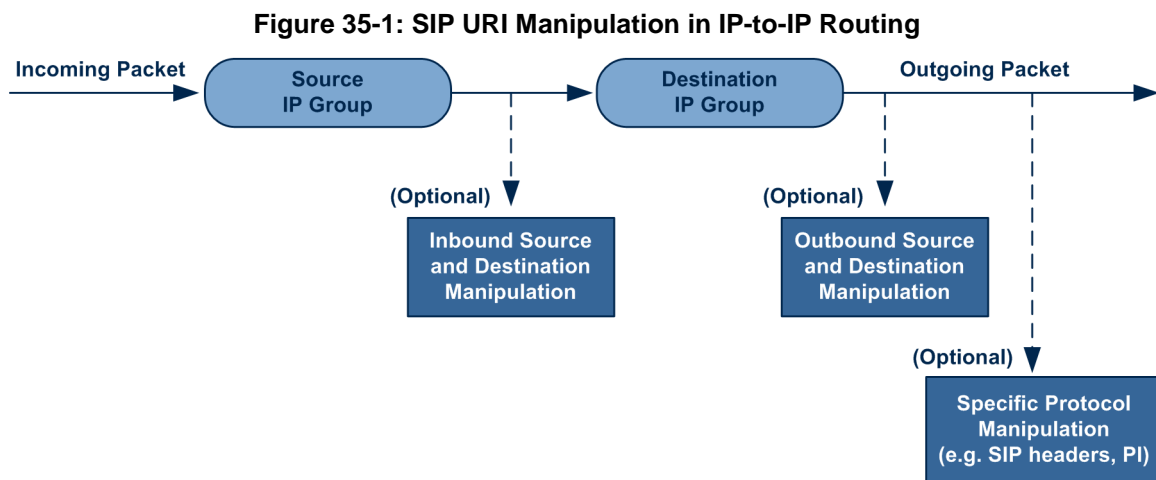 Figure 35-1: SIP URI Manipulation in IP-to-IP Routing
Incoming Packet
Source
IP Group
Destination
IP Group
Outgoing Packet
(Optional)
Inbound Source
and Destination
Manipulation
(Optional)
Outbound Source
and Destination
Manipulation
(Optional)
Specific Protocol
Manipulation
(e.g. SIP headers, PI)